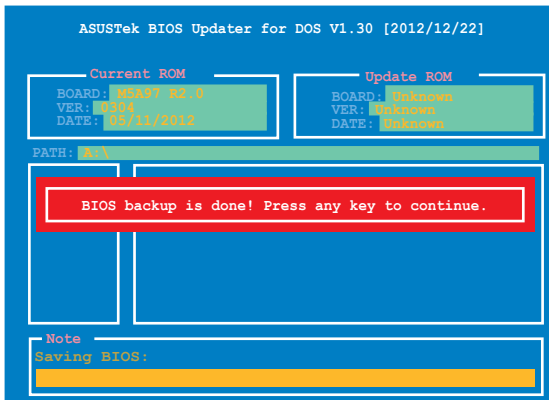 ASUSTek BIOS Updater for DOS V1.30 [2012/12/22]
Current ROM
BOARD: M5A97 R2.0
VER: 0304
DATE: 05/11/2012
Update ROM
BOARD: Unknown
VER: Unknown
DATE: Unknown
PATH: A:\
BIOS backup is done! Press any key to continue.
Note
Saving BIOS: